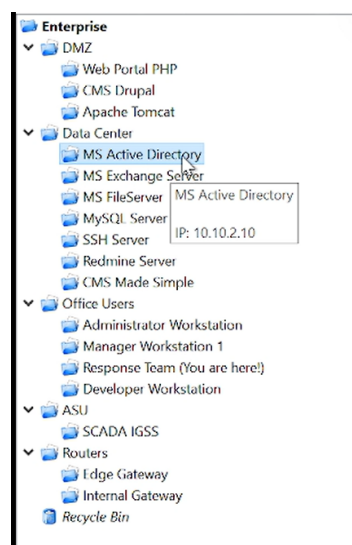 Enterprise
DMZ
Web Portal PHP
CMS Drupal
Apache Tomcat
Data Center
MS Active Directory
MS Exchange Server
MS FileServer
MS Active Directory
MySQL Server
IP: 10.10.2.10
SSH Server
Redmine Server
CMS Made Simple
Office Users
Administrator Workstation
Manager Workstation 1
Response Team (You are here!)
Developer Workstation
ASU
SCADA IGSS
Routers
Edge Gateway
Internal Gateway
Recycle Bin